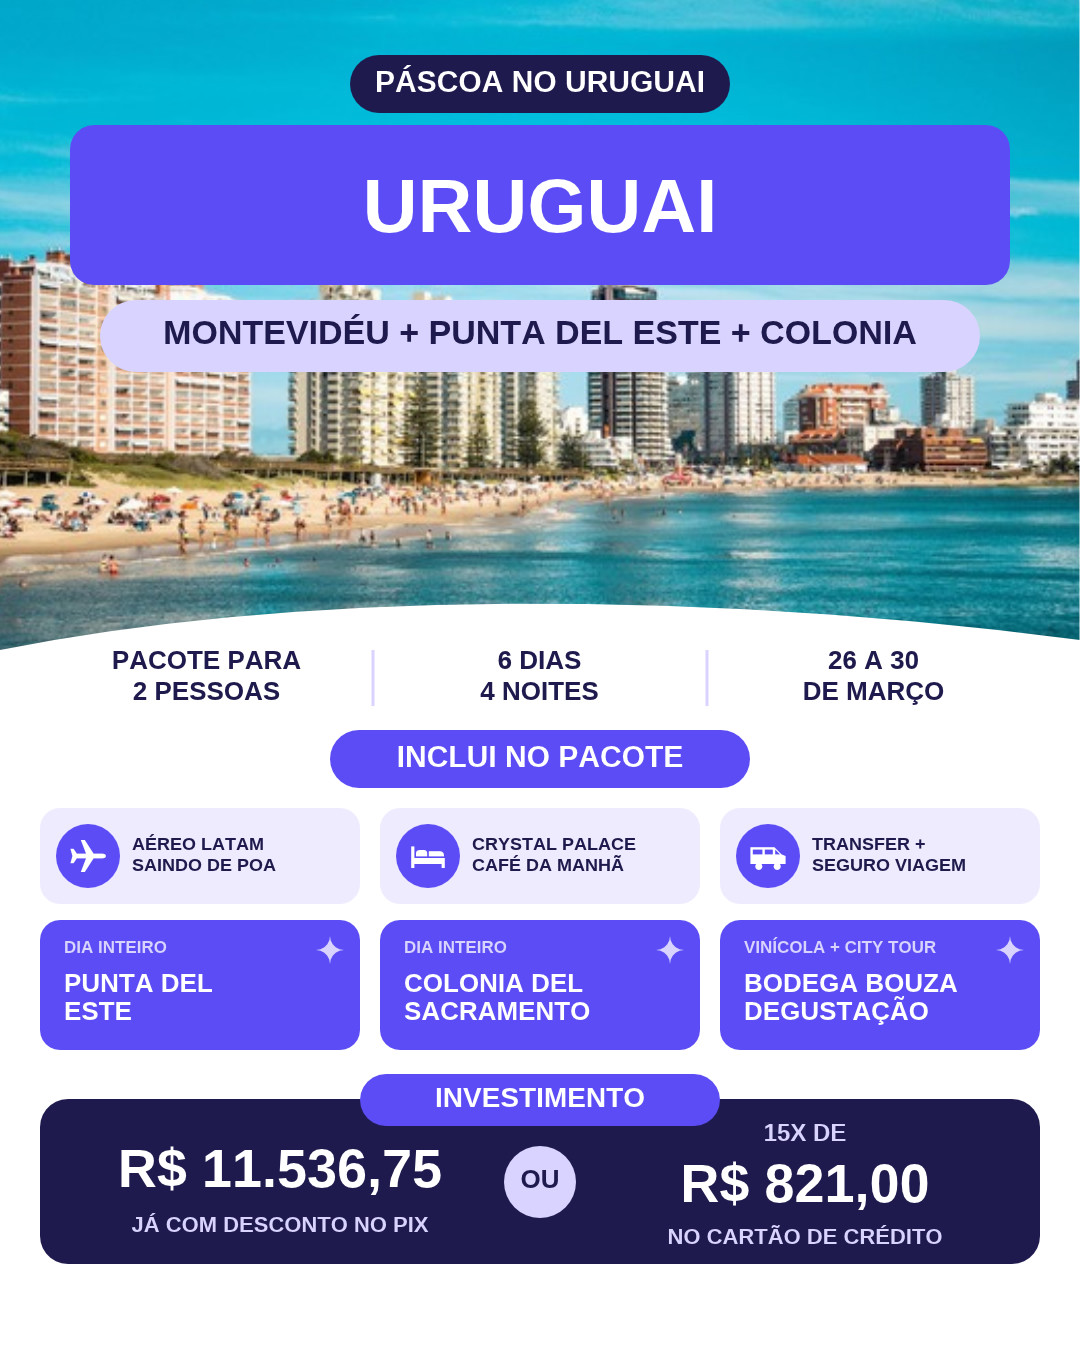 PÁSCOA NO URUGUAI
URUGUAI
MONTEVIDÉU + PUNTA DEL ESTE + COLONIA
PACOTE PARA
2 PESSOAS
6 DIAS
4 NOITES
26 A 30
DE MARÇO
INCLUI NO PACOTE
AÉREO LATAM
SAINDO DE POA
CRYSTAL PALACE
CAFÉ DA MANHÃ
TRANSFER +
SEGURO VIAGEM
DIA INTEIRO
PUNTA DEL
ESTE
DIA INTEIRO
COLONIA DEL
SACRAMENTO
VINÍCOLA + CITY TOUR
BODEGA BOUZA
DEGUSTAÇÃO
INVESTIMENTO
R$ 11.536,75
JÁ COM DESCONTO NO PIX
OU
15X DE
R$ 821,00
NO CARTÃO DE CRÉDITO